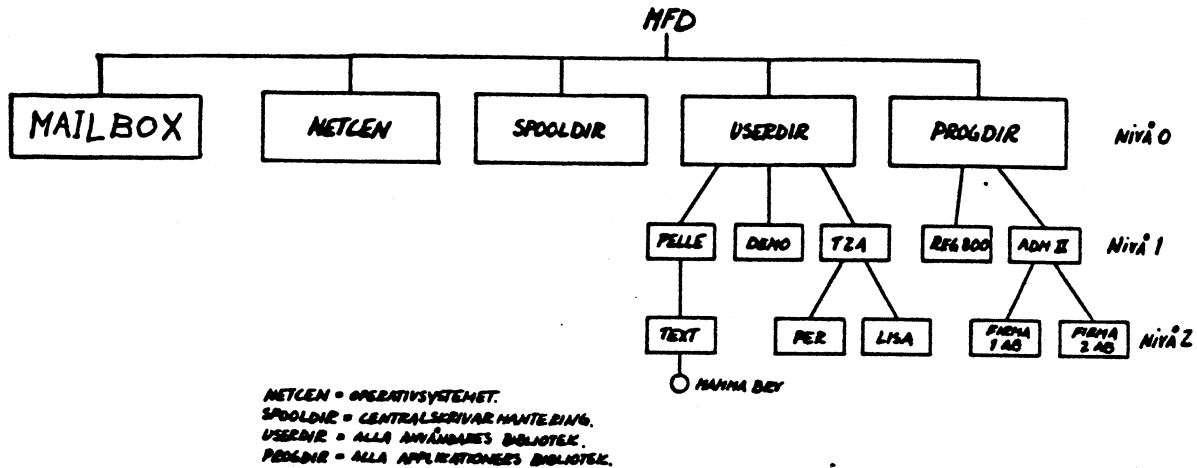 MFD
MAILBOX NETCEN SPOOLDIR USERDIR PROGDIR NIVÅ 0
PELLE DEMO TZA REG800 ADM II NIVÅ 1
TEXT PER LISA FIRMA 1 AB FIRMA 2 AB NIVÅ 2
MAMMA BRV
NETCEN = OPERATIVSYSTEMET.
SPOOLDIR = CENTRALSKRIVAR HANTERING.
USERDIR = ALLA ANVÄNDARES BIBLIOTEK.
PROGDIR = ALLA APPLIKATIONERS BIBLIOTEK.